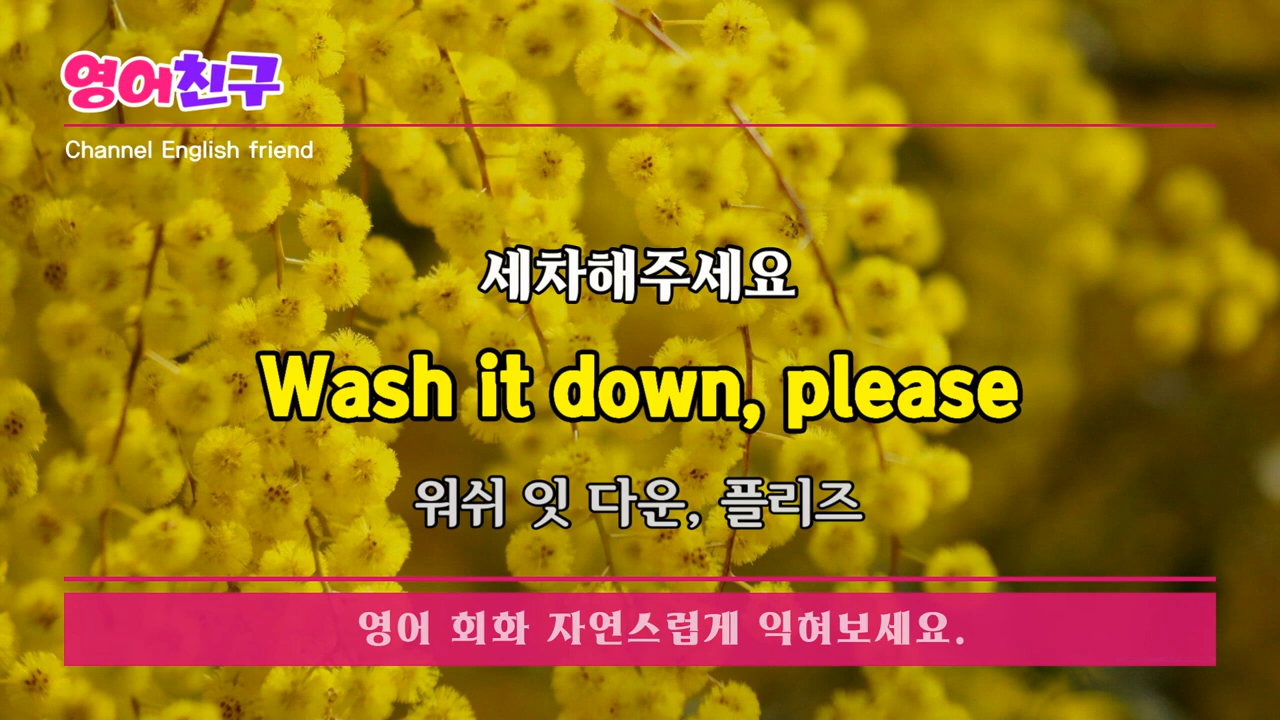 영어친구
Channel English friend
세차해주세요
Wash it down, please
워쉬 잇 다운, 플리즈
영어 회화 자연스럽게 익혀보세요.